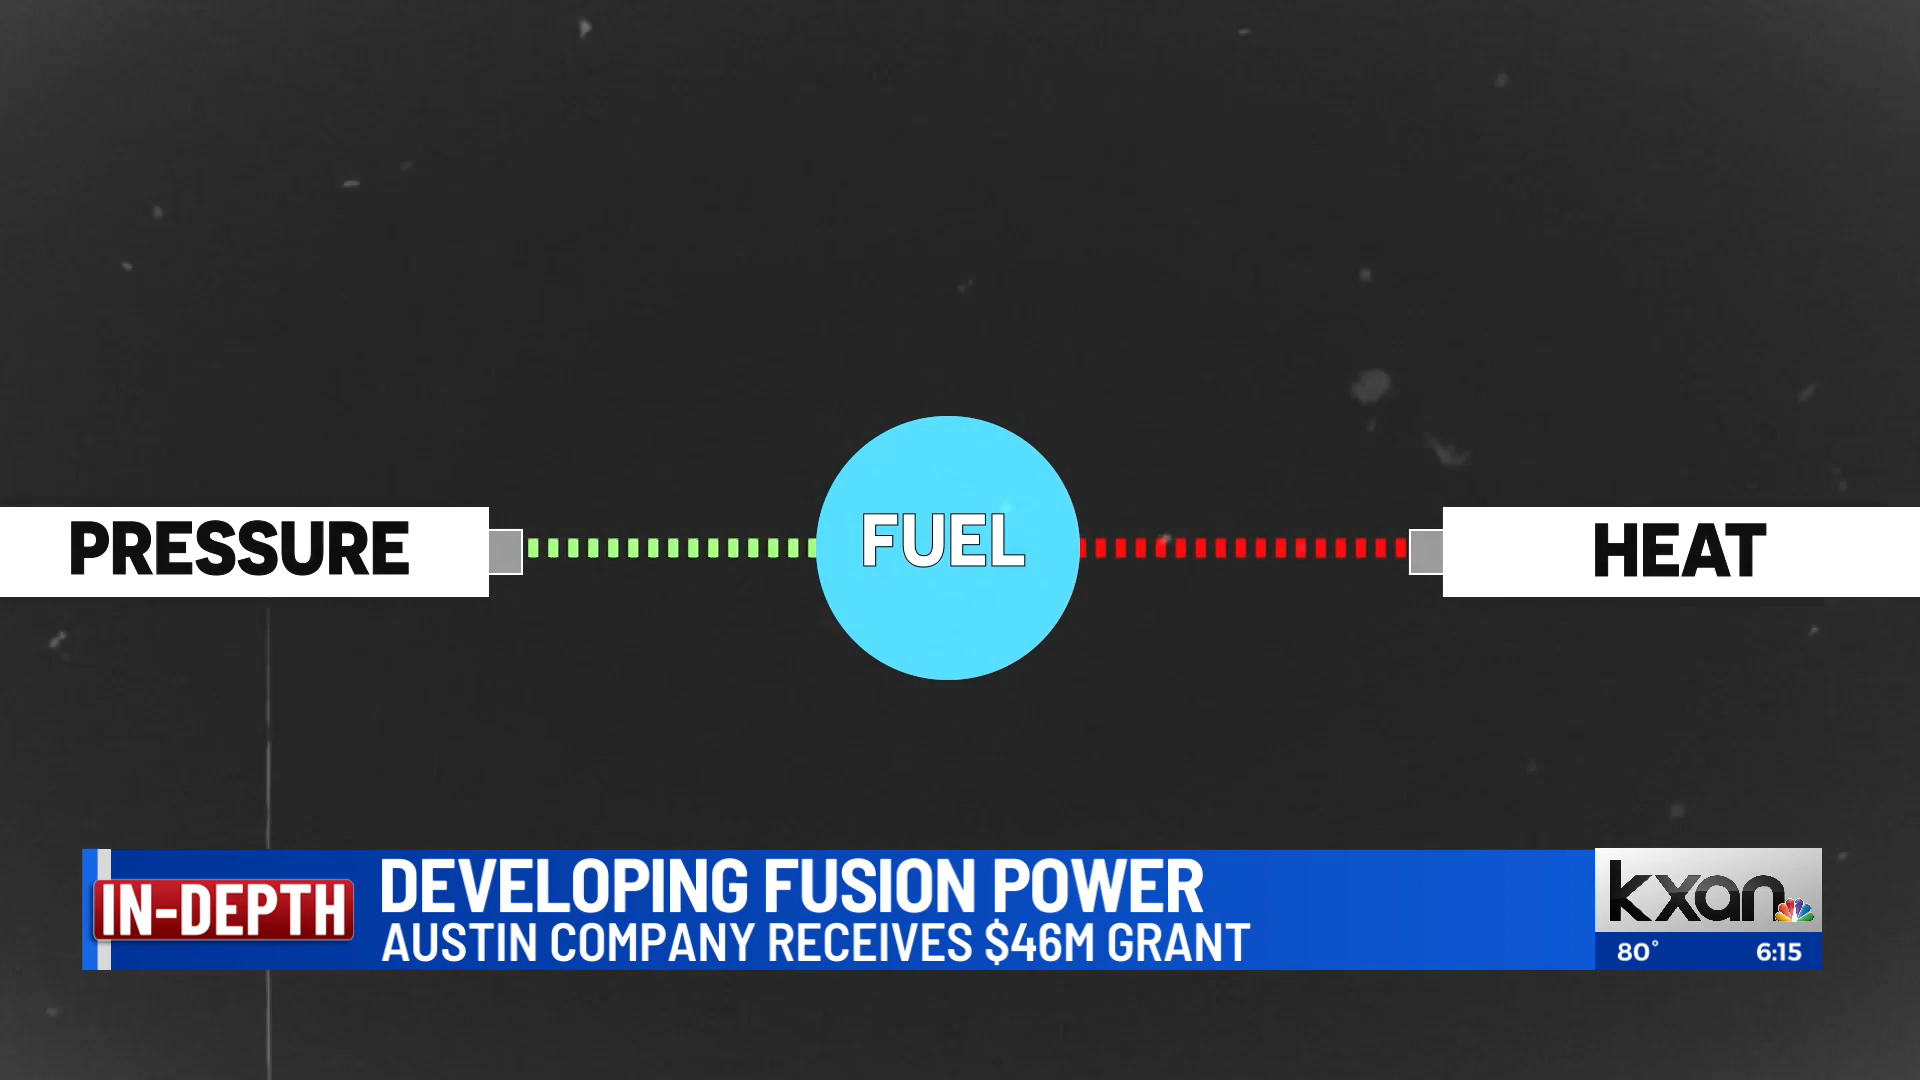 PRESSURE
FUEL
HEAT
IN-DEPTH
DEVELOPING FUSION POWER
AUSTIN COMPANY RECEIVES $46M GRANT
kxan
80° 6:15